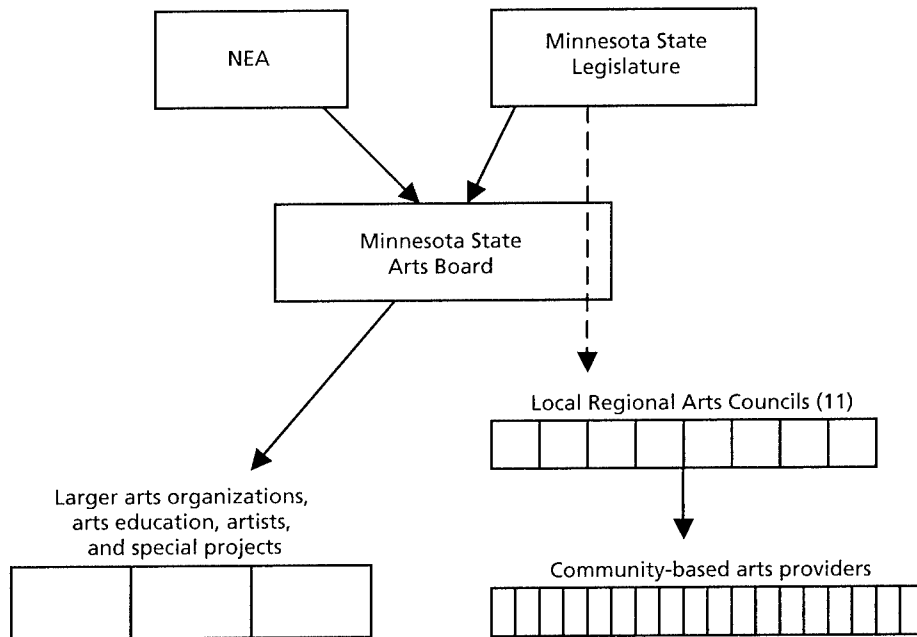 NEA
Minnesota State
Legislature
Minnesota State
Arts Board
Local Regional Arts Councils (11)
Larger arts organizations,
arts education, artists,
and special projects
Community-based arts providers